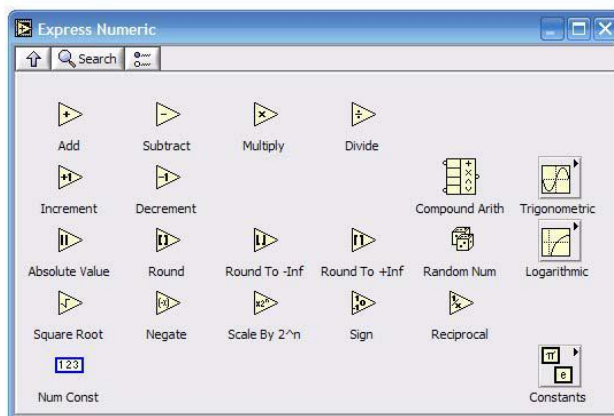 Express Numeric
Search
Add Subtract Multiply Divide
Increment Decrement Compound Arith Trigonometric
Absolute Value Round Round To -Inf Round To +Inf Random Num Logarithmic
Square Root Negate Scale By 2^n Sign Reciprocal
123
Num Const Constants